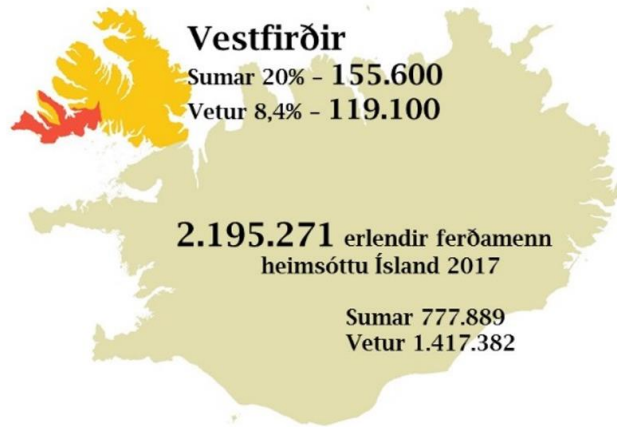 Vestfirðir
Sumar 20% – 155.600
Vetur 8,4% – 119.100
2.195.271 erlendir ferðamenn
heimsóttu Ísland 2017
Sumar 777.889
Vetur 1.417.382